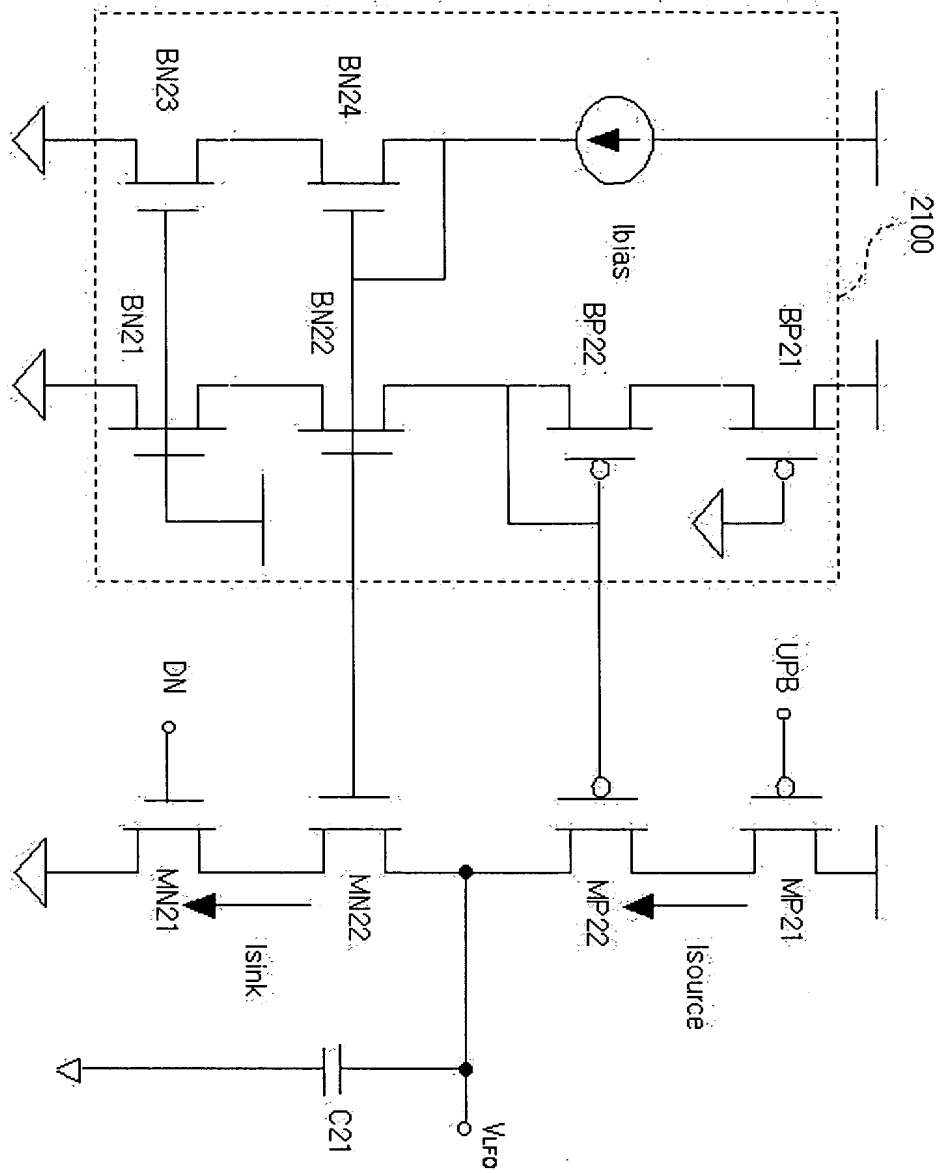 2100
Ibias
BP21
BP22
BN24
BN22
BN23
BN21
UPB
MP21
Isource
MP22
VLFO
MN22
C21
Isink
DN
MN21